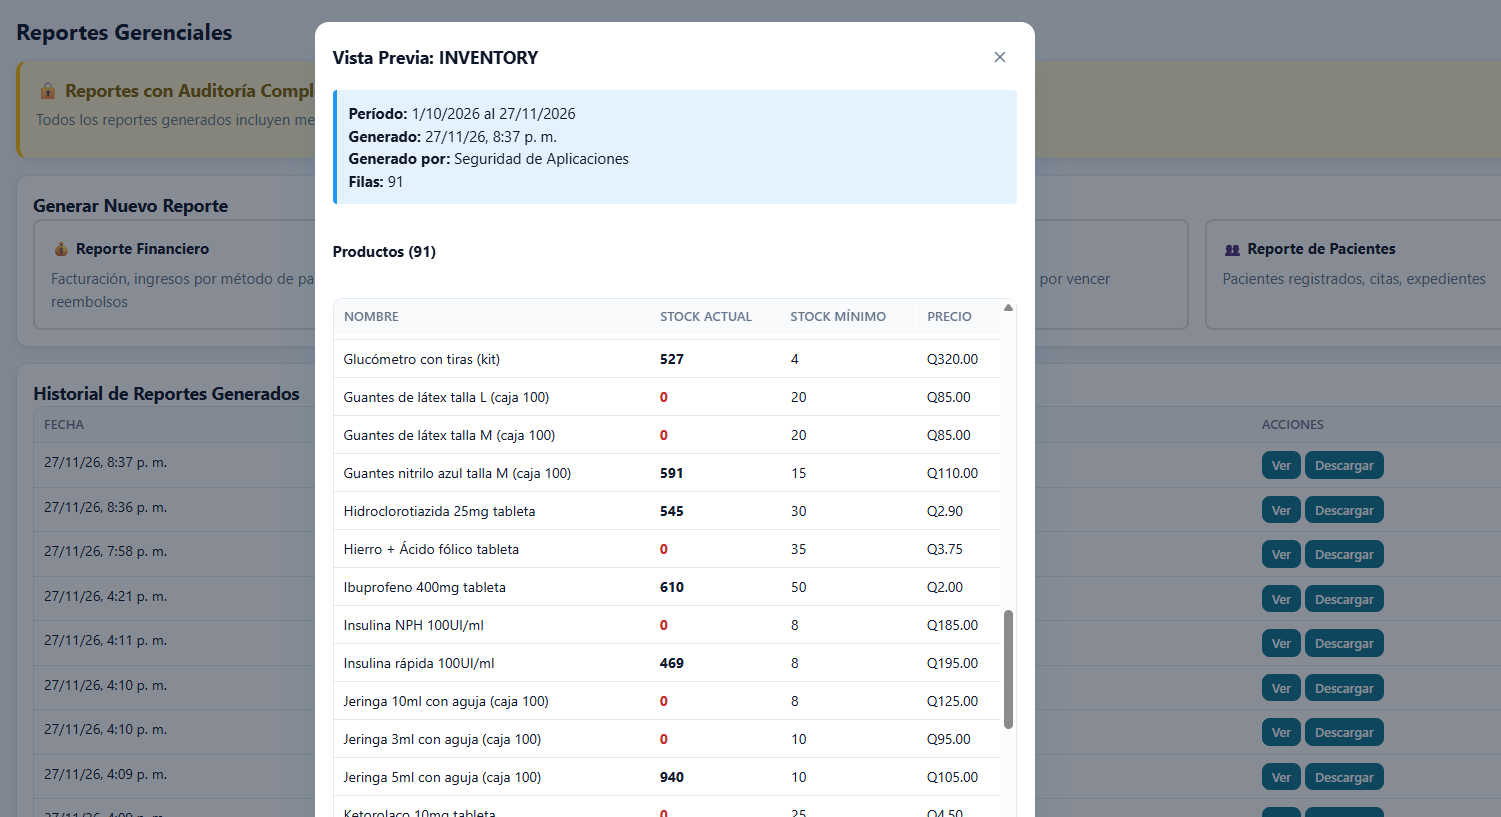 Reportes Gerenciales
Reportes con Auditoría Compl
Todos los reportes generados incluyen me
Generar Nuevo Reporte
Reporte Financiero
Facturación, ingresos por método de pa
reembolsos
por vencer
Reporte de Pacientes
Pacientes registrados, citas, expedientes
Historial de Reportes Generados
FECHA
ACCIONES
27/11/26, 8:37 p. m.
Ver Descargar
27/11/26, 8:36 p. m.
Ver Descargar
27/11/26, 7:58 p. m.
Ver Descargar
27/11/26, 4:21 p. m.
Ver Descargar
27/11/26, 4:11 p. m.
Ver Descargar
27/11/26, 4:10 p. m.
Ver Descargar
27/11/26, 4:10 p. m.
Ver Descargar
27/11/26, 4:09 p. m.
Ver Descargar
Vista Previa: INVENTORY
Período: 1/10/2026 al 27/11/2026
Generado: 27/11/26, 8:37 p. m.
Generado por: Seguridad de Aplicaciones
Filas: 91
Productos (91)
NOMBRE STOCK ACTUAL STOCK MÍNIMO PRECIO
Glucómetro con tiras (kit) 527 4 Q320.00
Guantes de látex talla L (caja 100) 0 20 Q85.00
Guantes de látex talla M (caja 100) 0 20 Q85.00
Guantes nitrilo azul talla M (caja 100) 591 15 Q110.00
Hidroclorotiazida 25mg tableta 545 30 Q2.90
Hierro + Ácido fólico tableta 0 35 Q3.75
Ibuprofeno 400mg tableta 610 50 Q2.00
Insulina NPH 100UI/ml 0 8 Q185.00
Insulina rápida 100UI/ml 469 8 Q195.00
Jeringa 10ml con aguja (caja 100) 0 8 Q125.00
Jeringa 3ml con aguja (caja 100) 0 10 Q95.00
Jeringa 5ml con aguja (caja 100) 940 10 Q105.00
Ketorolaco 10mg tableta 0 25 Q4.50